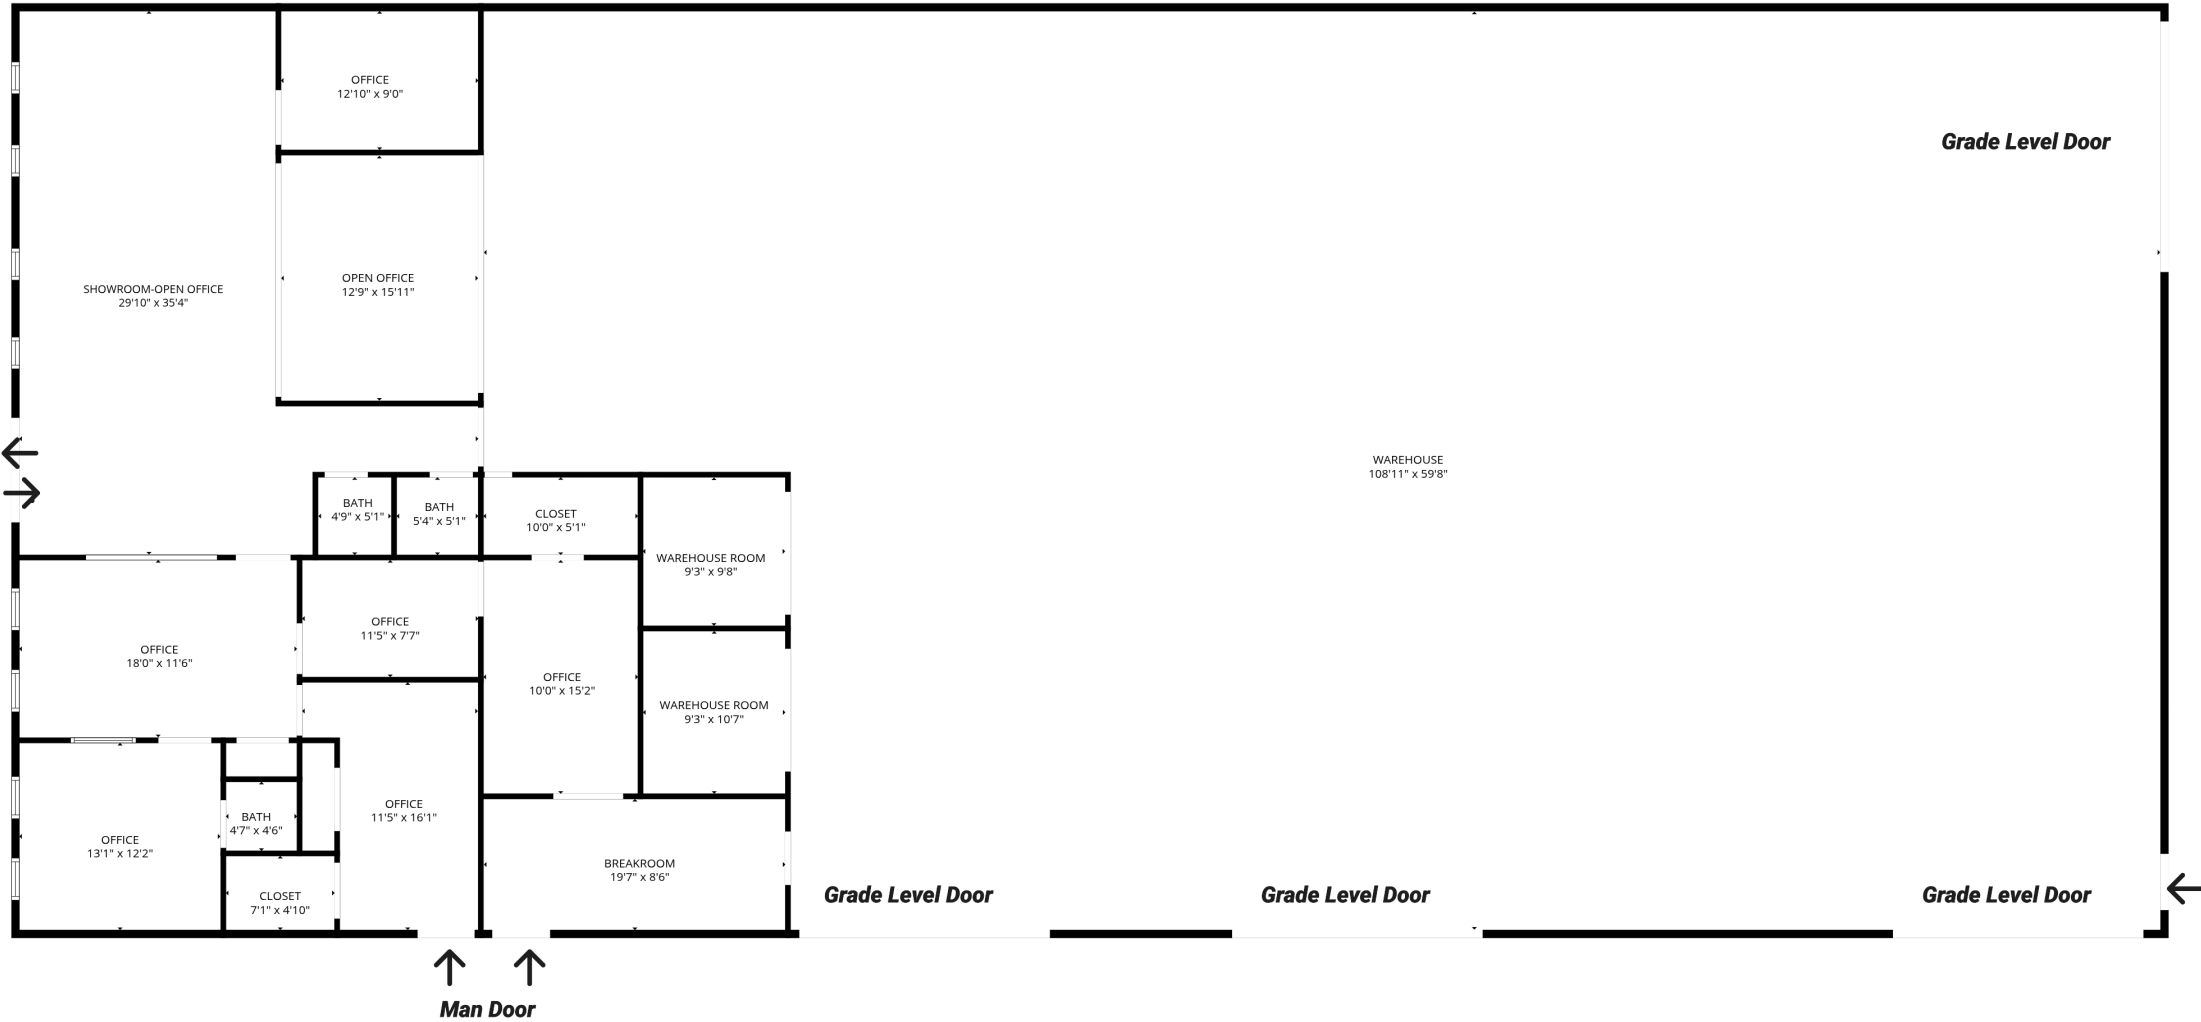 OFFICE
12'10" x 9'0"
Grade Level Door
OPEN OFFICE
12'9" x 15'11"
SHOWROOM-OPEN OFFICE
29'10" x 35'4"
WAREHOUSE
108'11" x 59'8"
BATH
4'9" x 5'1"
BATH
5'4" x 5'1"
CLOSET
10'0" x 5'1"
WAREHOUSE ROOM
9'3" x 9'8"
OFFICE
11'5" x 7'7"
OFFICE
18'0" x 11'6"
OFFICE
10'0" x 15'2"
WAREHOUSE ROOM
9'3" x 10'7"
OFFICE
11'5" x 16'1"
BATH
4'7" x 4'6"
OFFICE
13'1" x 12'2"
BREAKROOM
19'7" x 8'6"
CLOSET
7'1" x 4'10"
Grade Level Door
Grade Level Door
Grade Level Door
Man Door